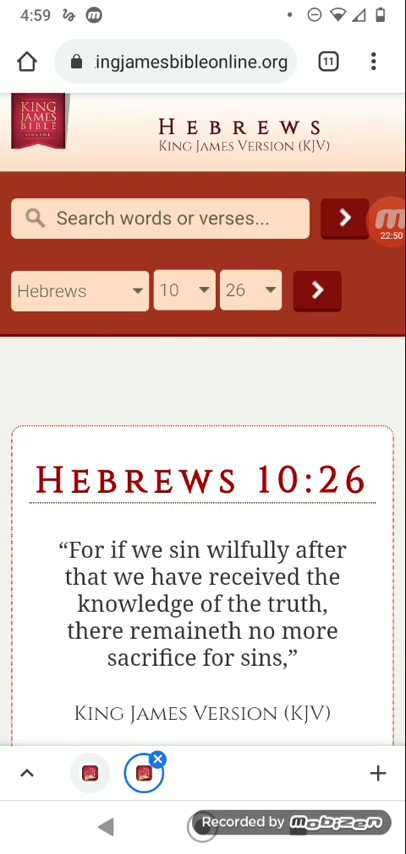 4:59
11
ingjamesbibleonline.org
KING
JAMES
BIBLE
ONLINE
HEBREWS
KING JAMES VERSION (KJV)
Search words or verses...
22:50
Hebrews 10 26
HEBREWS 10:26
“For if we sin wilfully after
that we have received the
knowledge of the truth,
there remaineth no more
sacrifice for sins,”
KING JAMES VERSION (KJV)
Recorded by mobizen